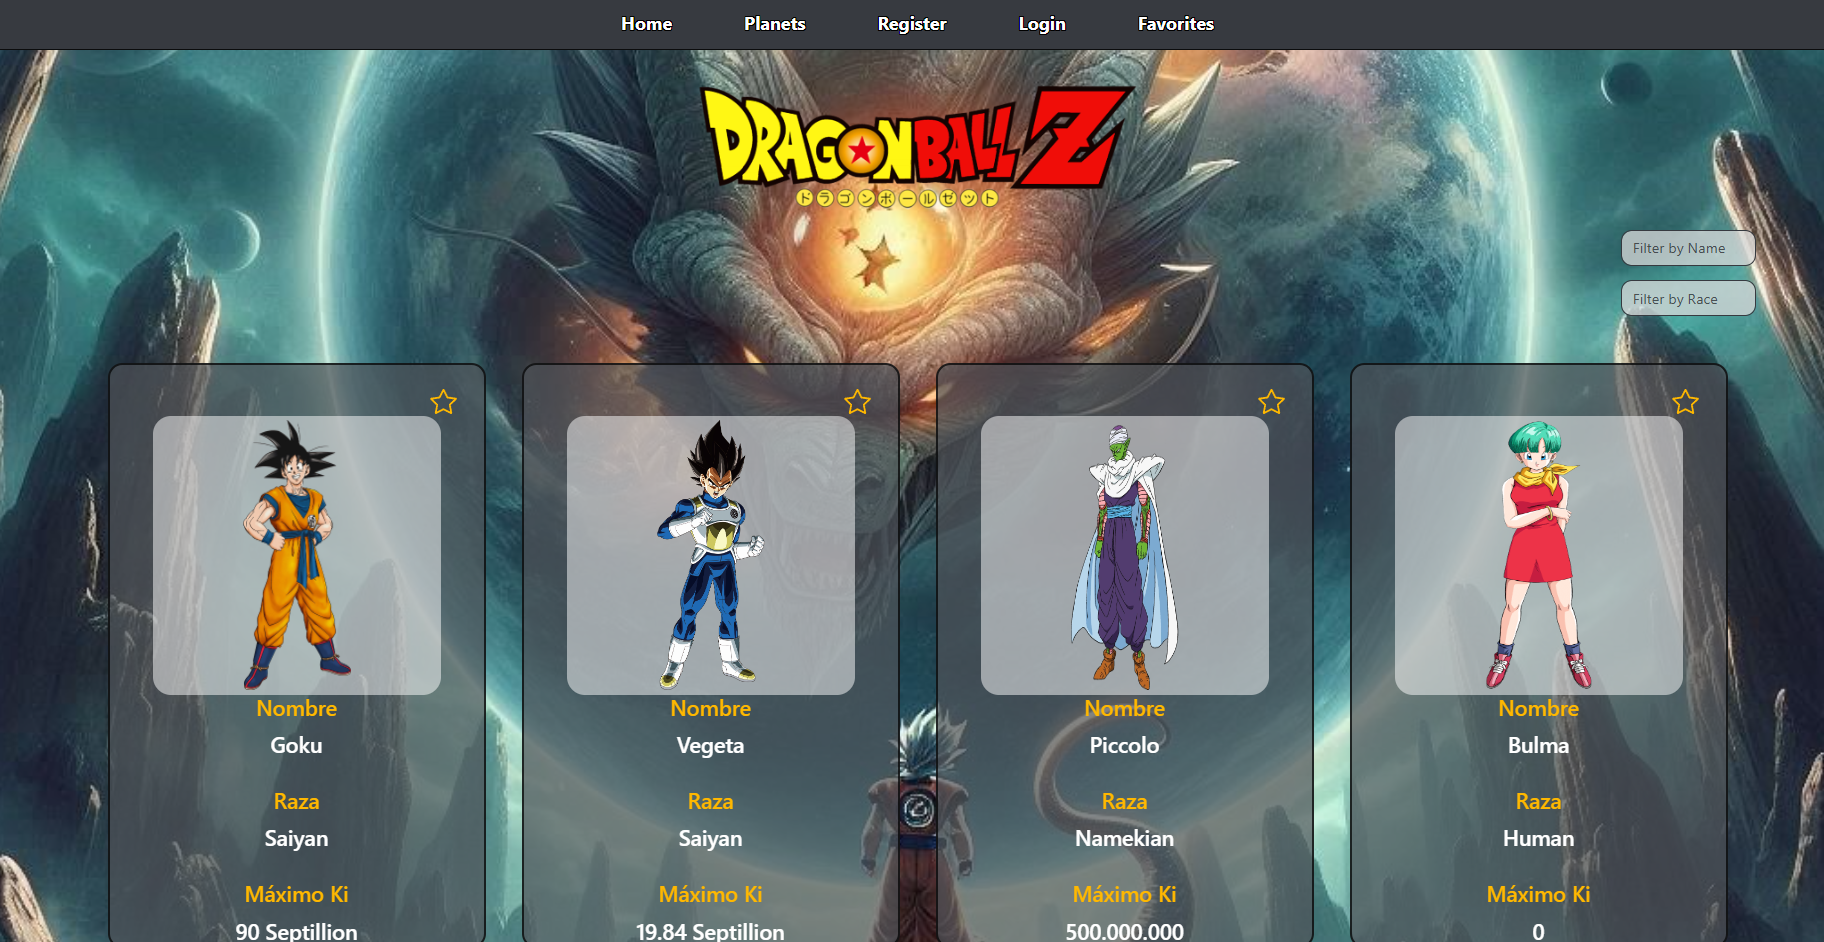 Home Planets Register Login Favorites
DRAGONBALL Z
ドラゴンボールゼット
Filter by Name
Filter by Race
Nombre
Goku
Raza
Saiyan
Máximo Ki
90 Septillion
Nombre
Vegeta
Raza
Saiyan
Máximo Ki
19.84 Septillion
Nombre
Piccolo
Raza
Namekian
Máximo Ki
500.000.000
Nombre
Bulma
Raza
Human
Máximo Ki
0